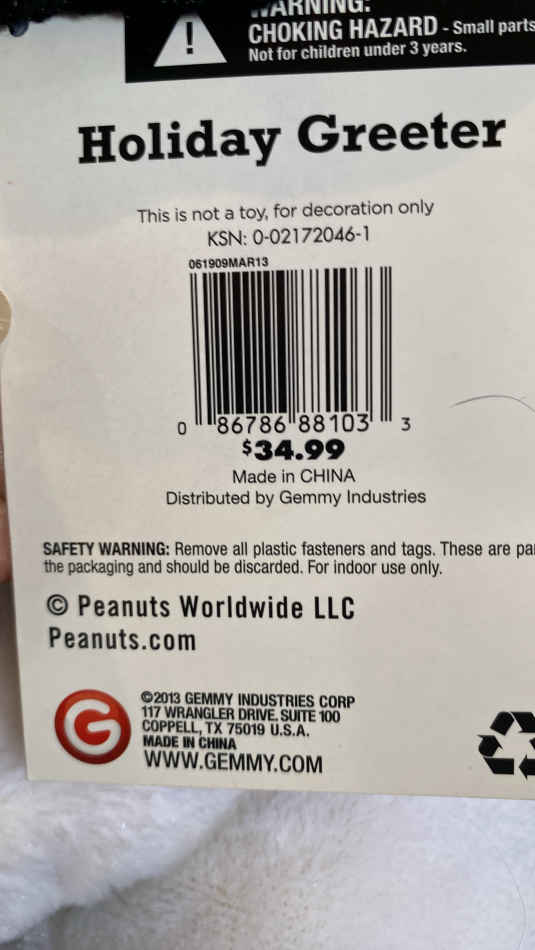 WARNING:
CHOKING HAZARD - Small parts
Not for children under 3 years.
Holiday Greeter
This is not a toy, for decoration only
KSN: 0-02172046-1
061909MAR13
0 86786 88103 3
$34.99
Made in CHINA
Distributed by Gemmy Industries
SAFETY WARNING: Remove all plastic fasteners and tags. These are
the packaging and should be discarded. For indoor use only.
© Peanuts Worldwide LLC
Peanuts.com
G
©2013 GEMMY INDUSTRIES CORP
117 WRANGLER DRIVE. SUITE 100
COPPELL, TX 75019 U.S.A.
MADE IN CHINA
WWW.GEMMY.COM